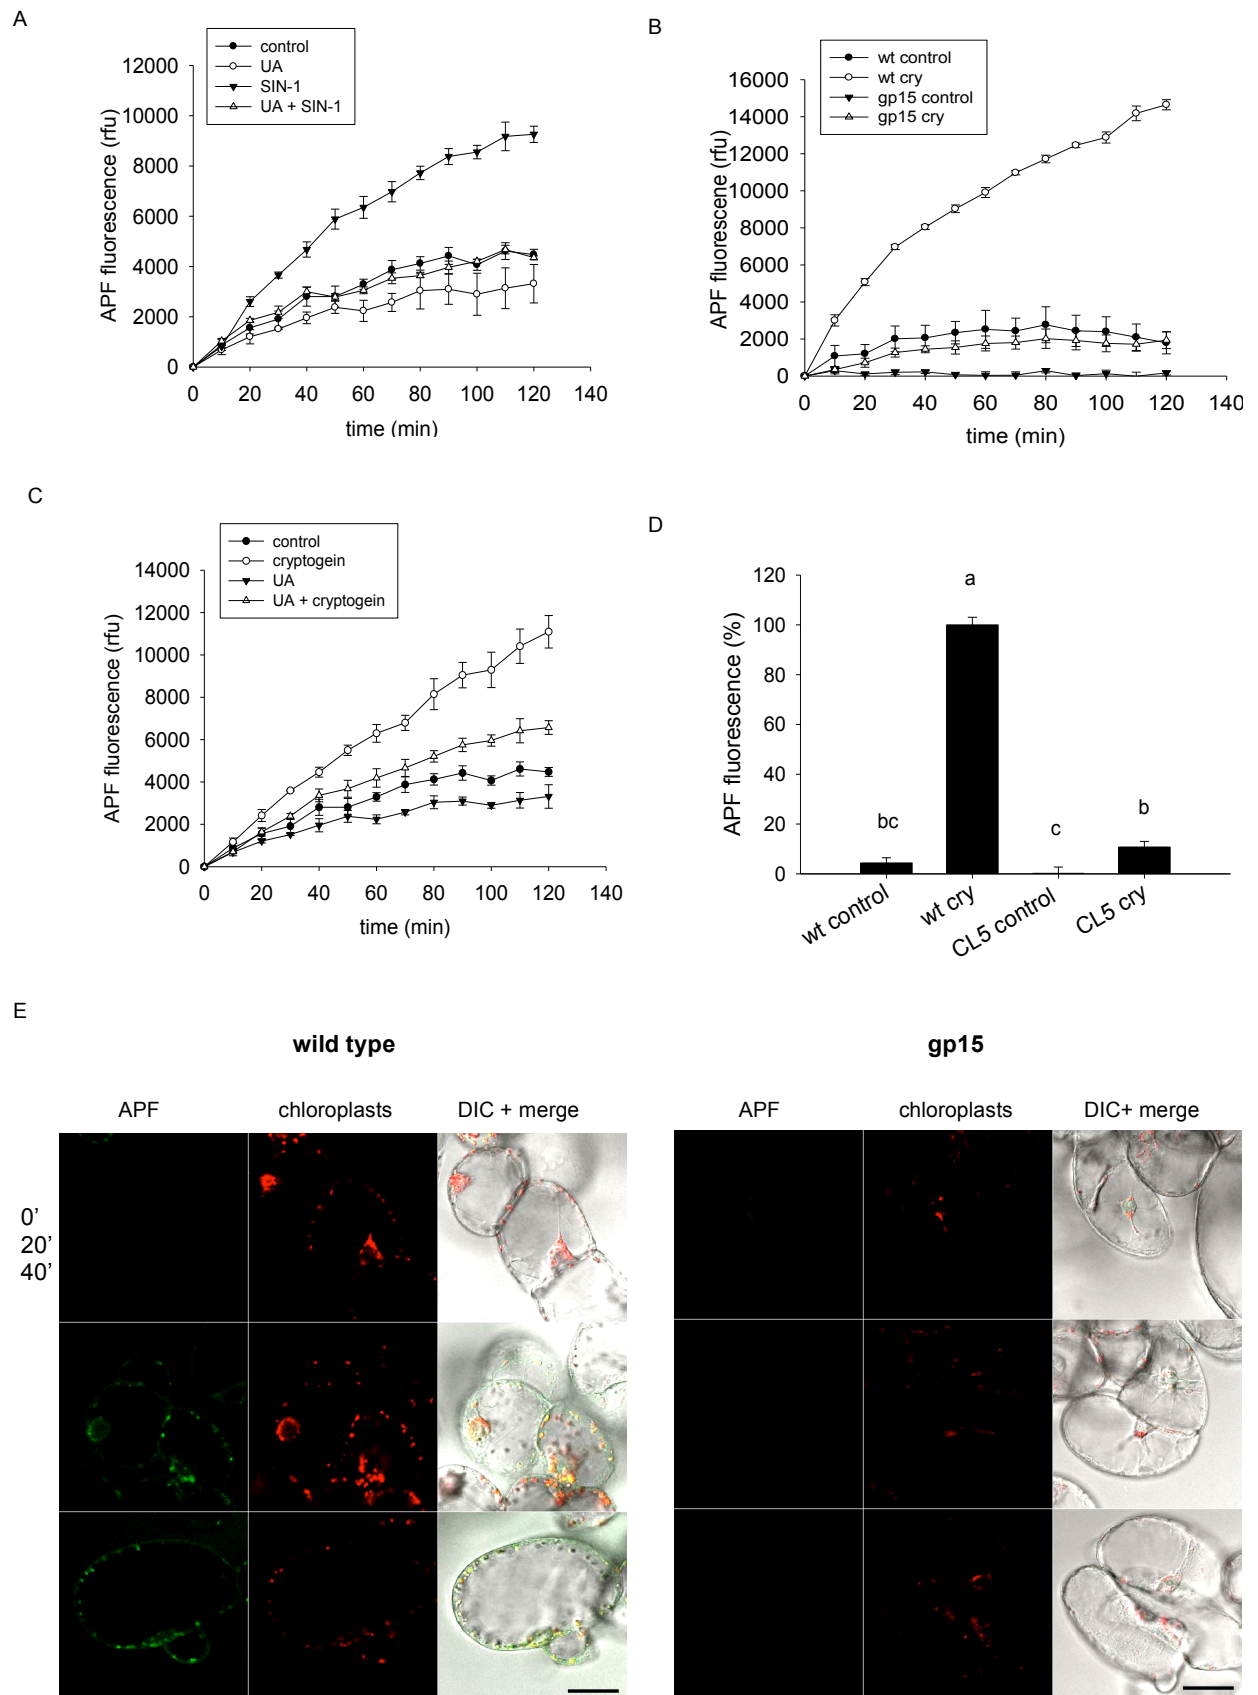 A
control
UA
SIN-1
UA + SIN-1
12000
10000
8000
6000
4000
2000
0
APF fluorescence (rfu)
0 20 40 60 80 100 120 140
time (min)
B
wt control
wt cry
gp15 control
gp15 cry
16000
14000
12000
10000
8000
6000
4000
2000
0
APF fluorescene (rfu)
0 20 40 60 80 100 120 140
time (min)
C
control
cryptogein
UA
UA + cryptogein
14000
12000
10000
8000
6000
4000
2000
0
APF fluorescence (rfu)
0 20 40 60 80 100 120 140
time (min)
D
120
100
80
60
40
20
0
APF fluorescence (%)
bc
a
c
b
wt control
wt cry
CL5 control
CL5 cry
E
wild type
gp15
APF chloroplasts DIC + merge
APF chloroplasts DIC+ merge
0'
20'
40'